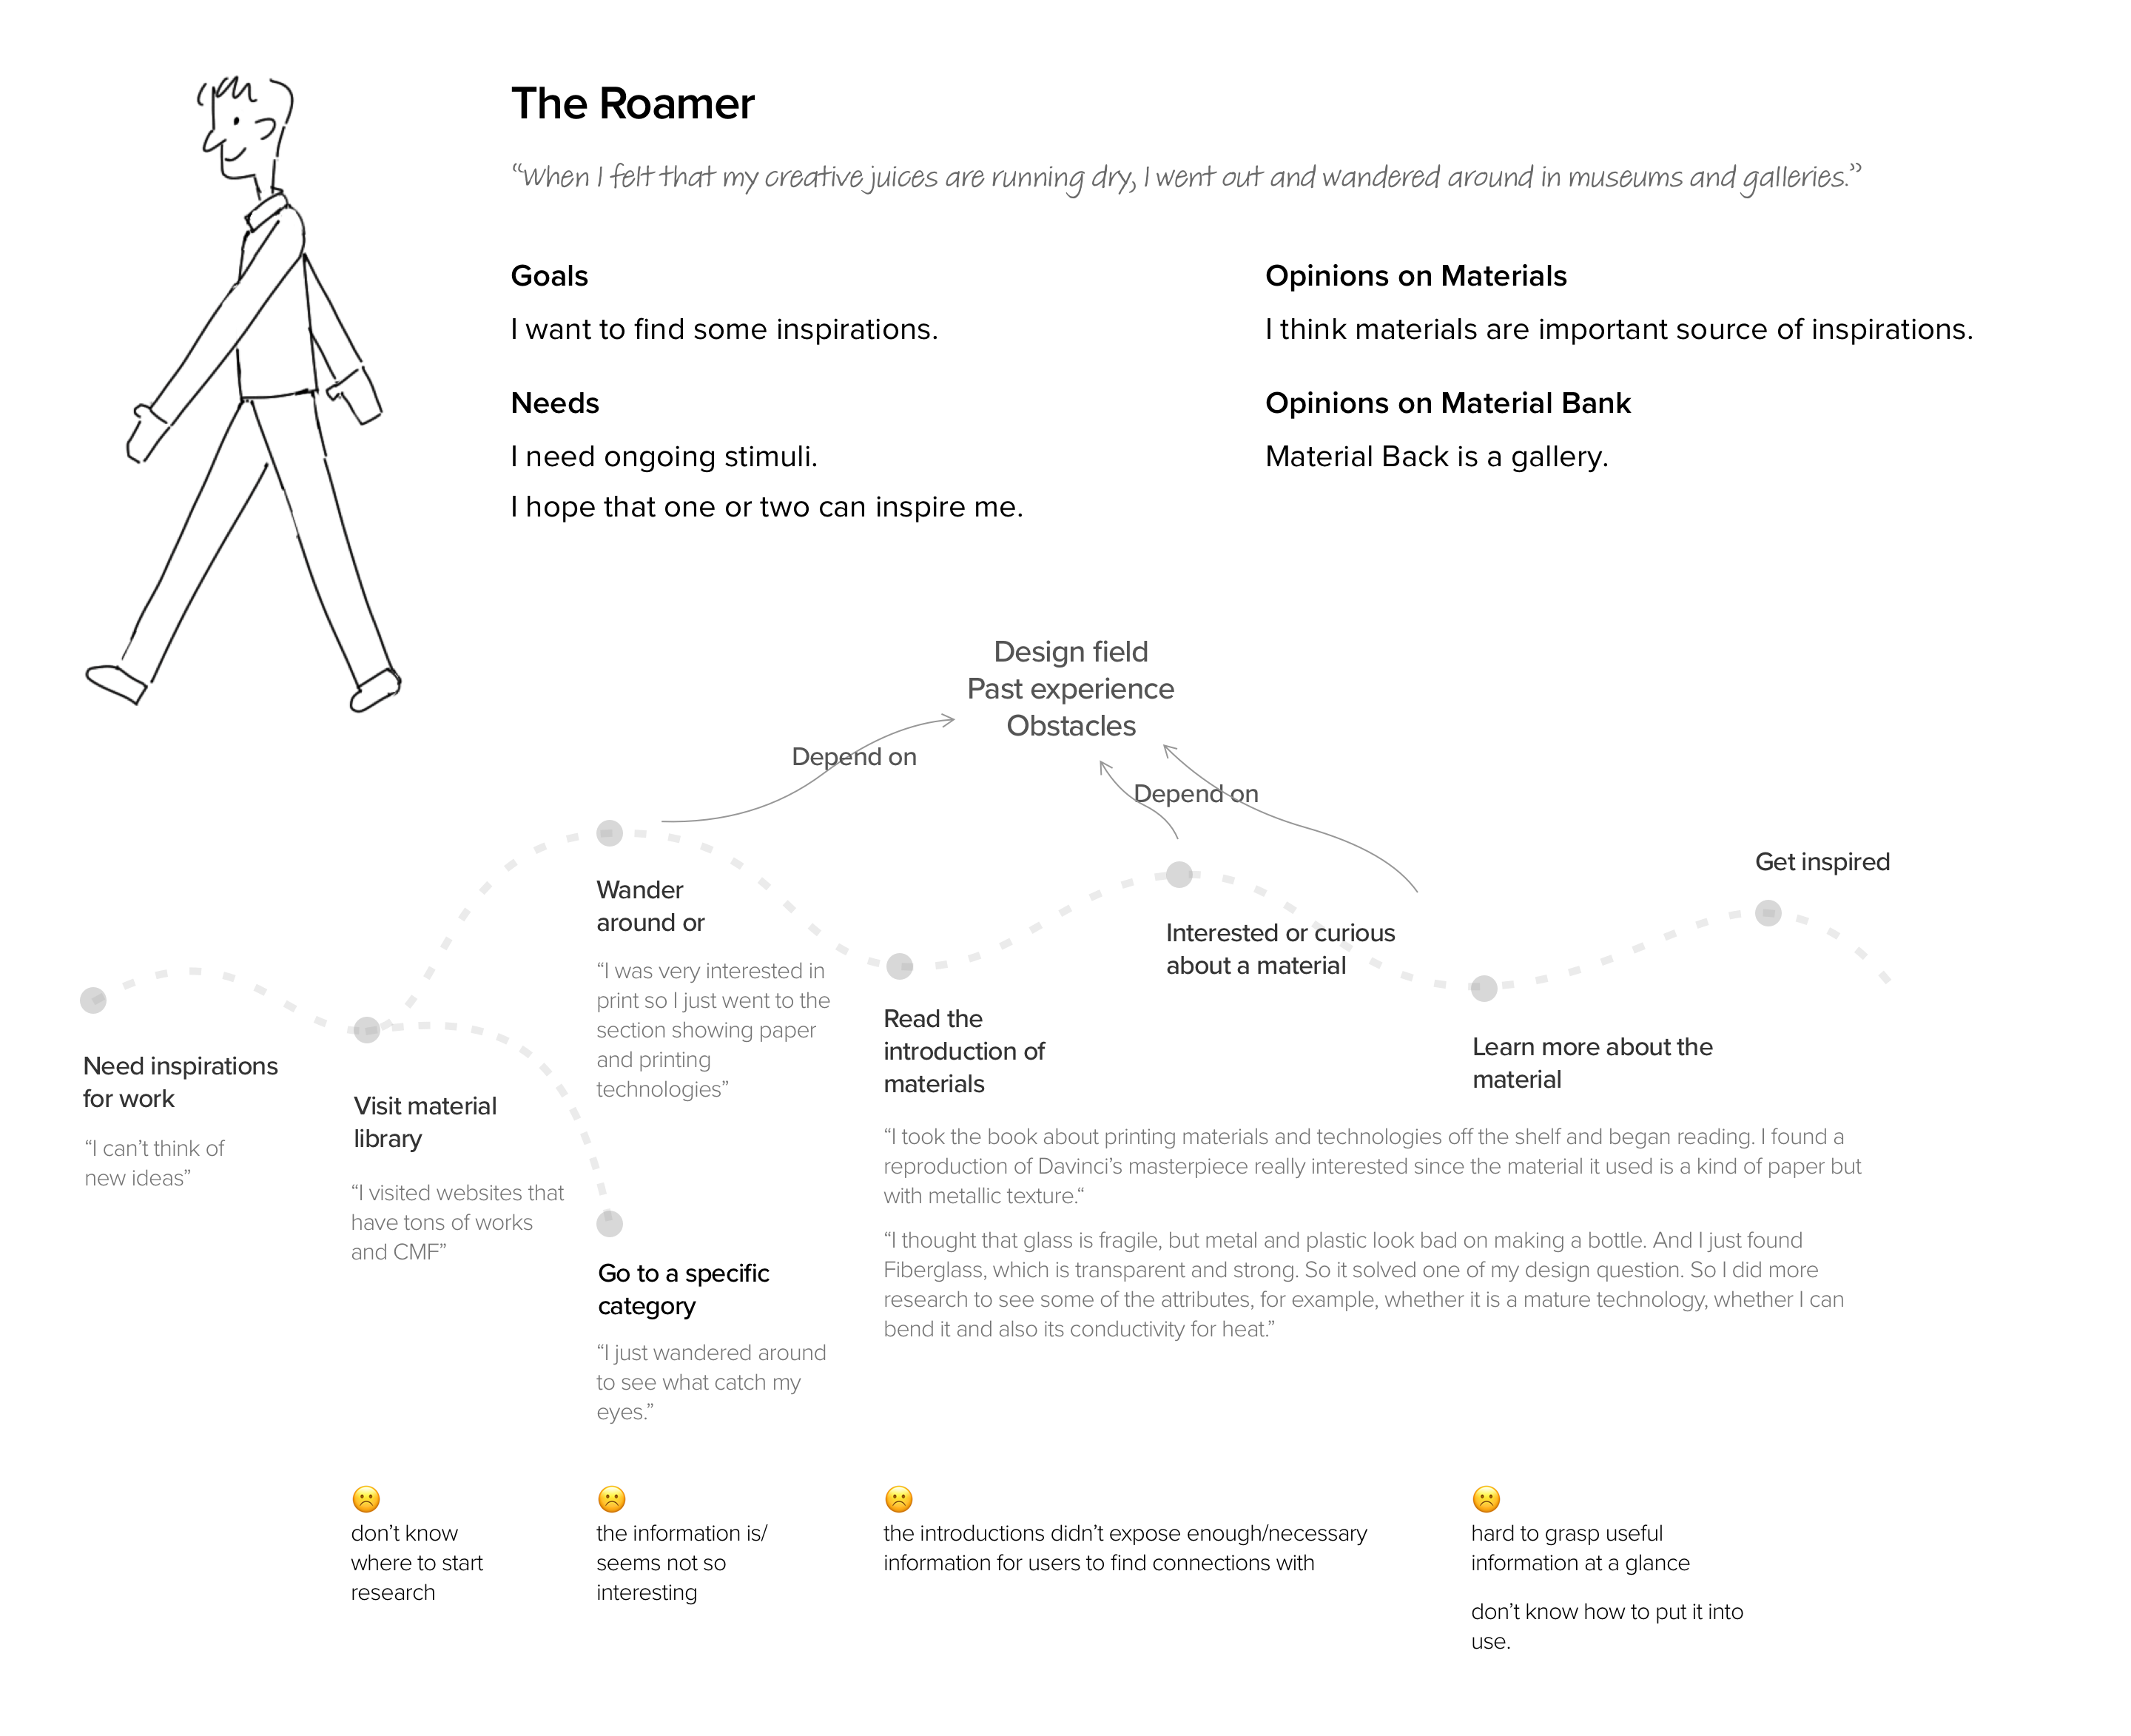 The Roamer
“When I felt that my creative juices are running dry, I went out and wandered around in museums and galleries.”
Goals
I want to find some inspirations.
Needs
I need ongoing stimuli.
I hope that one or two can inspire me.
Opinions on Materials
I think materials are important source of inspirations.
Opinions on Material Bank
Material Back is a gallery.
Design field
Past experience
Obstacles
Depend on
Depend on
Need inspirations
for work
“I can’t think of
new ideas”
Visit material
library
“I visited websites that
have tons of works
and CMF”
Wander
around or
“I was very interested in
print so I just went to the
section showing paper
and printing
technologies”
Go to a specific
category
“I just wandered around
to see what catch my
eyes.”
Read the
introduction of
materials
Interested or curious
about a material
Learn more about the
material
Get inspired
“I took the book about printing materials and technologies off the shelf and began reading. I found a
reproduction of Davinci’s masterpiece really interested since the material it used is a kind of paper but
with metallic texture.“
“I thought that glass is fragile, but metal and plastic look bad on making a bottle. And I just found
Fiberglass, which is transparent and strong. So it solved one of my design question. So I did more
research to see some of the attributes, for example, whether it is a mature technology, whether I can
bend it and also its conductivity for heat.”
don’t know
where to start
research
the information is/
seems not so
interesting
the introductions didn’t expose enough/necessary
information for users to find connections with
hard to grasp useful
information at a glance
don’t know how to put it into
use.